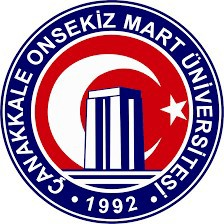 ÇANAKKALE ONSEKİZ MART ÜNİVERSİTESİ
• 1992 •